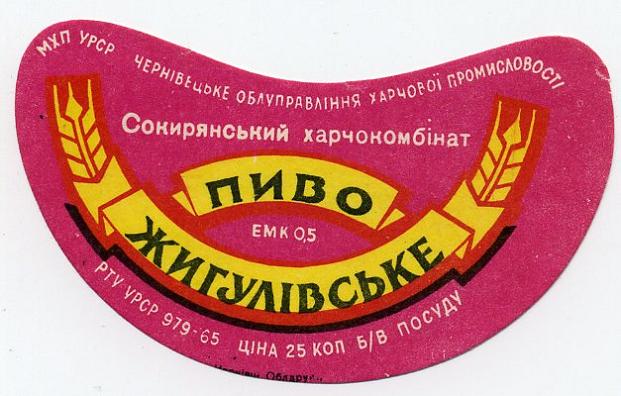 МХП УРСР
ЧЕРНІВЕЦЬКЕ ОБЛУПРАВЛІННЯ ХАРЧОВОЇ ПРОМИСЛОВОСТІ
Сокирянський харчокомбінат
ПИВО
ЕМК 0,5
ЖИГУЛІВСЬКЕ
РТУ УРСР 979-65 ЦІНА 25 КОП Б/В ПОСУДУ